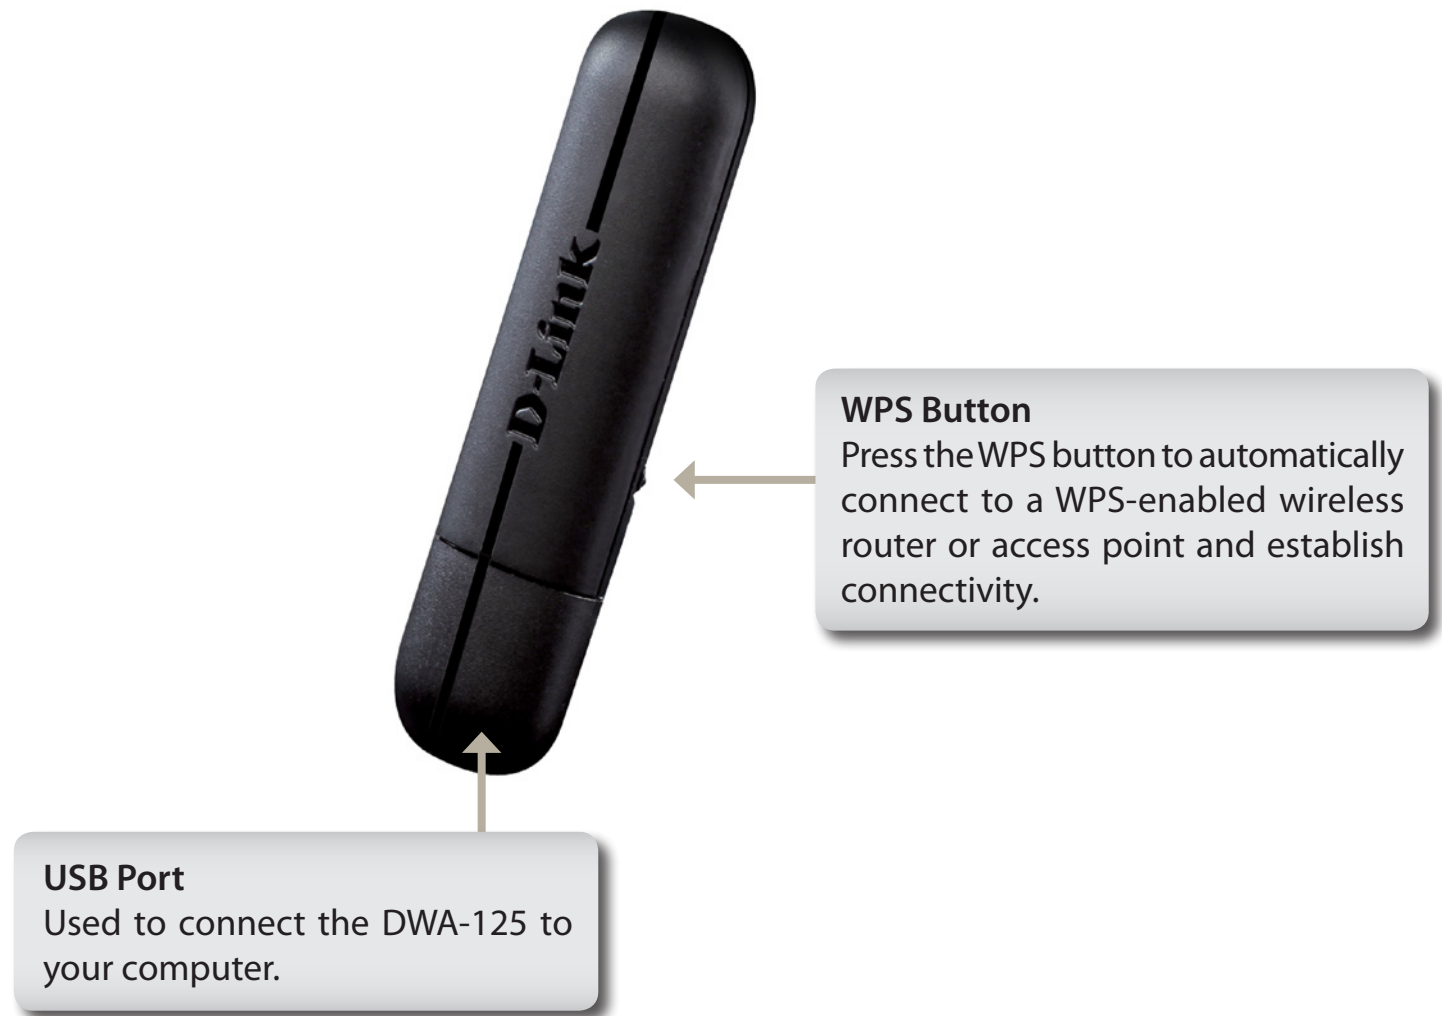 D-Link
WPS Button
Press the WPS button to automatically
connect to a WPS-enabled wireless
router or access point and establish
connectivity.
USB Port
Used to connect the DWA-125 to
your computer.